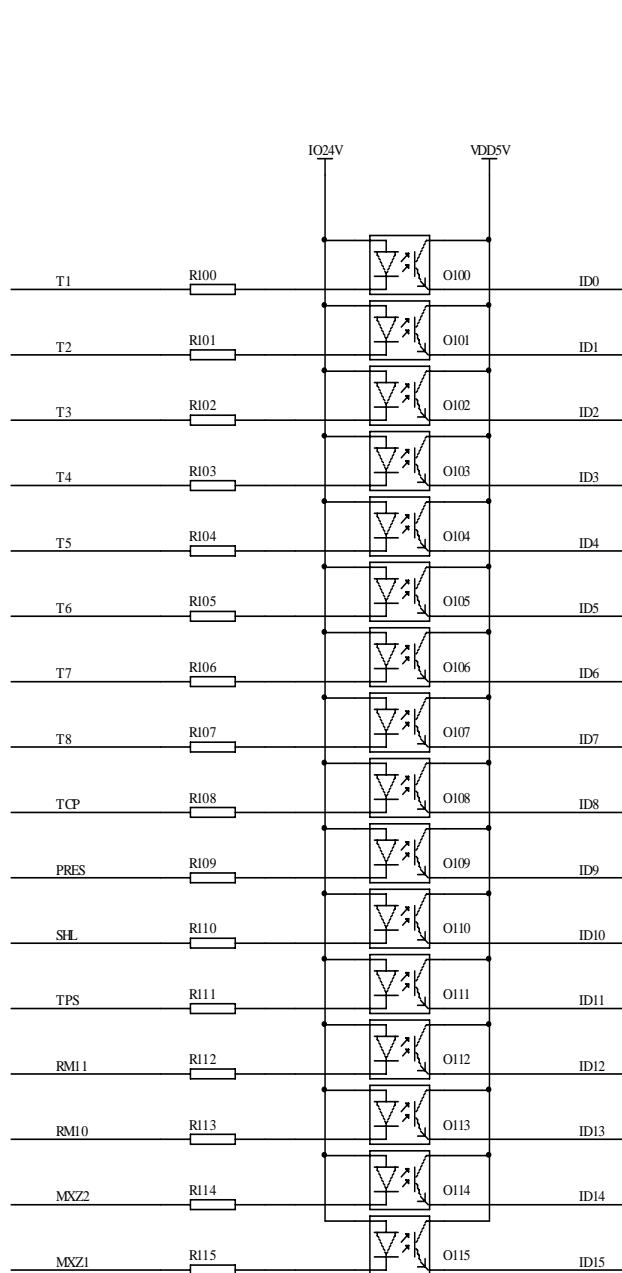 IO24V VDD5V
T1 R100 O100 ID0
T2 R101 O101 ID1
T3 R102 O102 ID2
T4 R103 O103 ID3
T5 R104 O104 ID4
T6 R105 O105 ID5
T7 R106 O106 ID6
T8 R107 O107 ID7
TCP R108 O108 ID8
PRES R109 O109 ID9
SHL R110 O110 ID10
TPS R111 O111 ID11
RM11 R112 O112 ID12
RM10 R113 O113 ID13
MXZ2 R114 O114 ID14
MXZ1 R115 O115 ID15